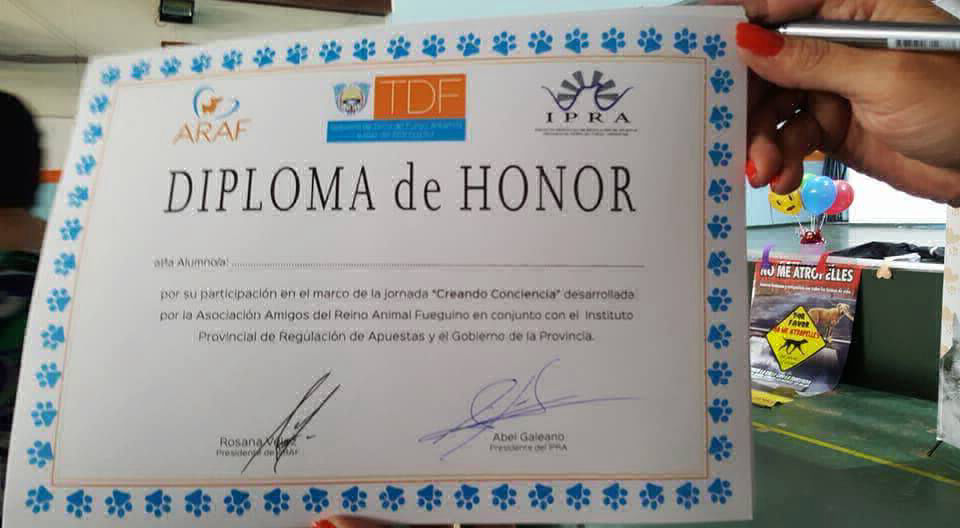 ARAF
TDF
IPRA
DIPLOMA de HONOR
al/la Alumno/a:
por su participación en el marco de la jornada "Creando Conciencia" desarrollada
por la Asociación Amigos del Reino Animal Fueguino en conjunto con el Instituto
Provincial de Regulación de Apuestas y el Gobierno de la Provincia.
Rosana
Presidente de ARAF
Abel Galeano
Presidente del IPRA
NO ME ATROPELLES
POR
FAVOR
NO ME ATROPELLES